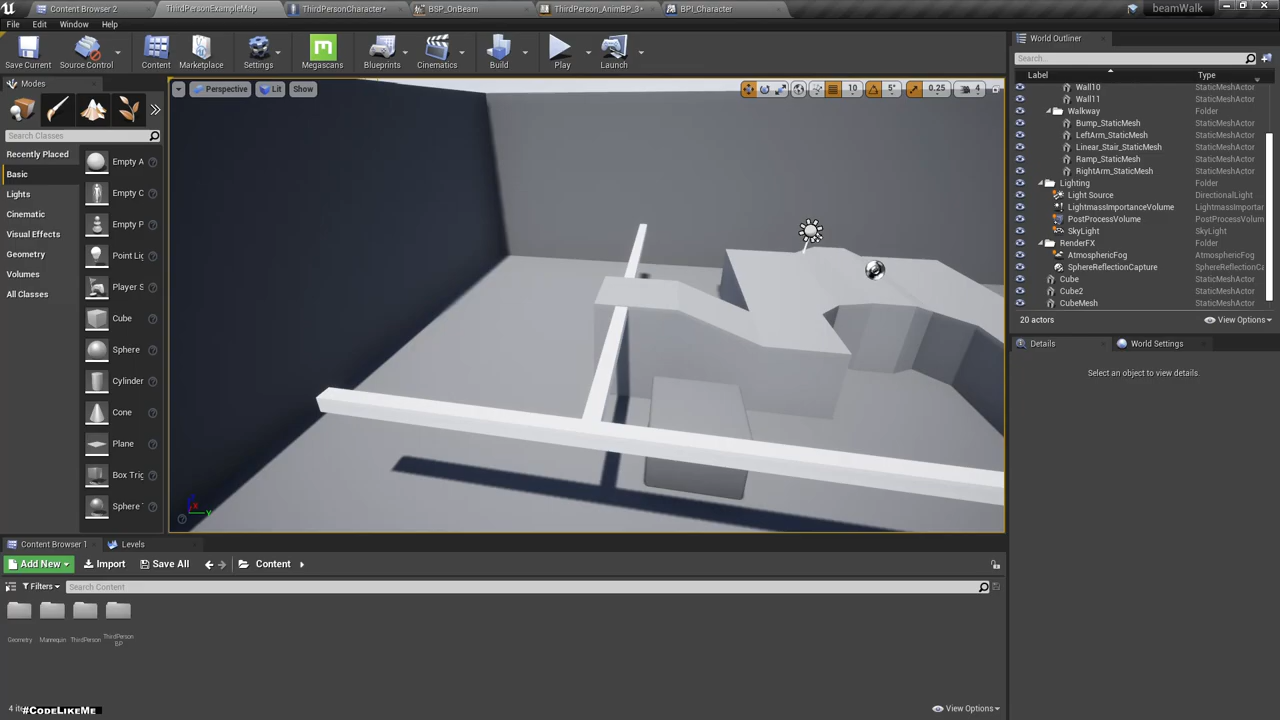 Content Browser 2
ThirdPersonExampleMap
ThirdPersonCharacter*
BSP_OnBeam
ThirdPerson_AnimBP_3*
BPI_Character
beamWalk
File
Edit
Window
Help
Save Current
Source Control
Content
Marketplace
Settings
Megascans
Blueprints
Cinematics
Build
Play
Launch
Modes
Search Classes
Recently Placed
Basic
Lights
Cinematic
Visual Effects
Geometry
Volumes
All Classes
Empty A
Empty C
Empty P
Point Lig
Player S
Cube
Sphere
Cylinder
Cone
Plane
Box Trig
Sphere
Perspective
Lit
Show
10
5°
0.25
4
World Outliner
Search...
Label
Type
Wall10 StaticMeshActor
Wall11 StaticMeshActor
Walkway Folder
Bump_StaticMesh StaticMeshActor
LeftArm_StaticMesh StaticMeshActor
Linear_Stair_StaticMesh StaticMeshActor
Ramp_StaticMesh StaticMeshActor
RightArm_StaticMesh StaticMeshActor
Lighting Folder
Light Source DirectionalLight
LightmassImportanceVolume LightmassImportar
PostProcessVolume PostProcessVolum
SkyLight SkyLight
RenderFX Folder
AtmosphericFog AtmosphericFog
SphereReflectionCapture SphereReflectionCa
Cube StaticMeshActor
Cube2 StaticMeshActor
CubeMesh StaticMeshActor
20 actors
View Options
Details
World Settings
Select an object to view details.
Content Browser 1
Levels
Add New
Import
Save All
Content
Filters
Search Content
Geometry
Mannequin
ThirdPerson
ThirdPerson
BP
4 ite
#CodeLikeMe
View Options